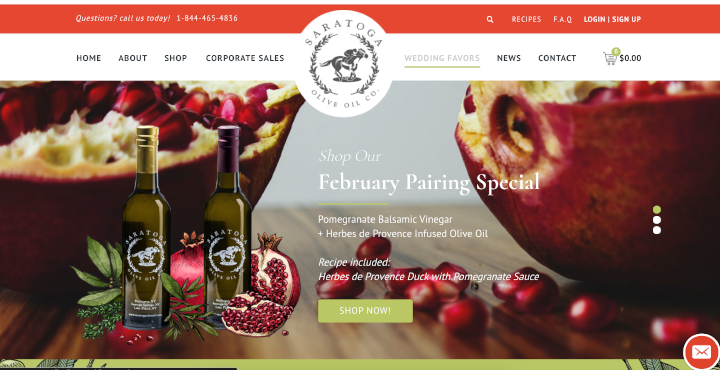 Questions? call us today! 1-844-465-4836
RECIPES F.A.Q LOGIN | SIGN UP
HOME ABOUT SHOP CORPORATE SALES
SARATOGA
OLIVE OIL CO.
WEDDING FAVORS NEWS CONTACT
0
$0.00
Shop Our
February Pairing Special
Pomegranate Balsamic Vinegar
+ Herbes de Provence Infused Olive Oil
Recipe included:
Herbes de Provence Duck with Pomegranate Sauce
SHOP NOW!
SARATOGA
OLIVE OIL
SARATOGA
OLIVE OIL